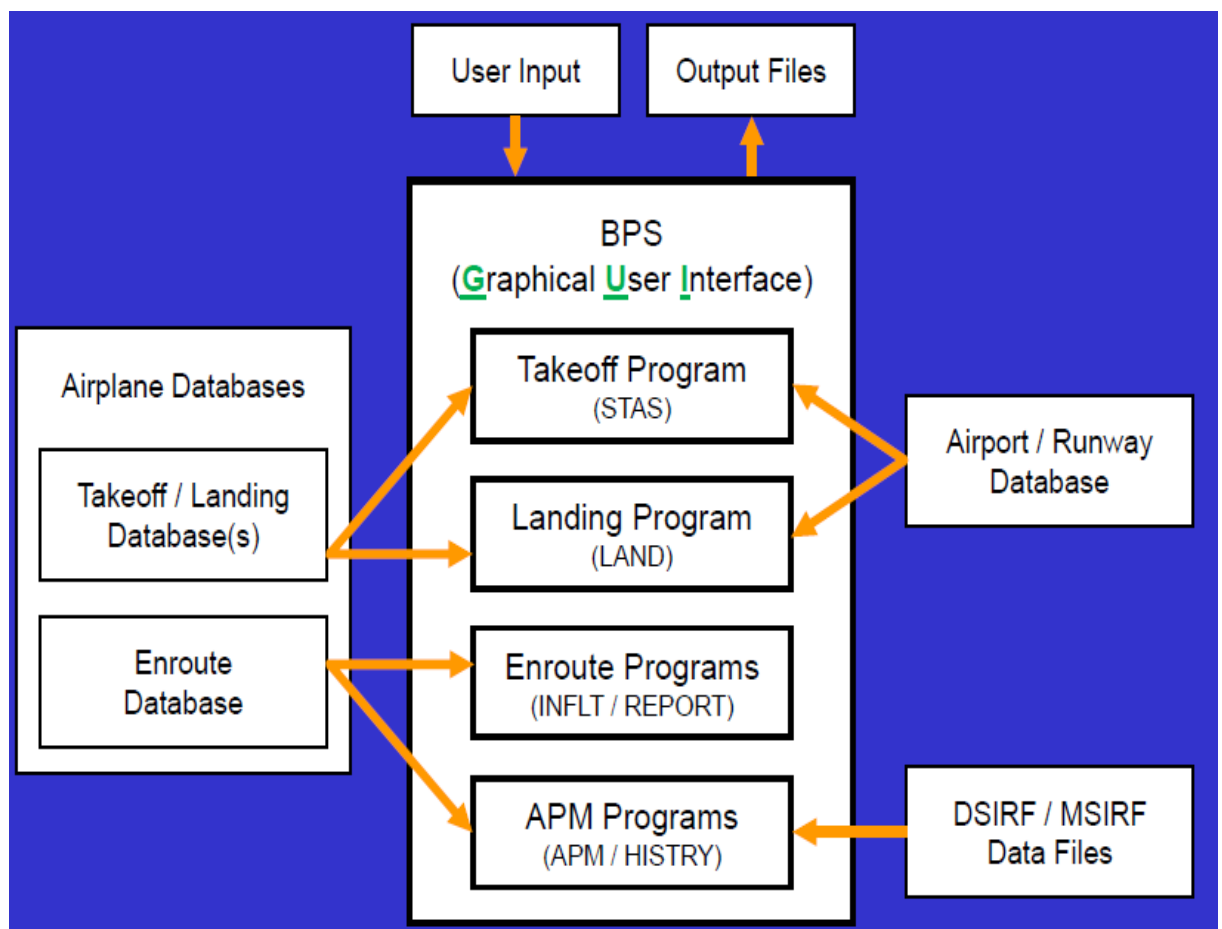 User Input
Output Files
BPS
(Graphical User Interface)
Airplane Databases
Takeoff / Landing
Database(s)
Enroute
Database
Takeoff Program
(STAS)
Landing Program
(LAND)
Enroute Programs
(INFLT / REPORT)
APM Programs
(APM / HISTRY)
Airport / Runway
Database
DSIRF / MSIRF
Data Files